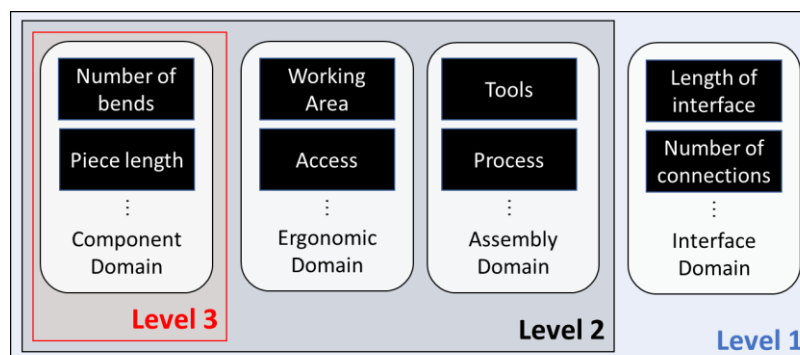 Number of
bends
Piece length
⋮
Component
Domain
Working
Area
Access
⋮
Ergonomic
Domain
Tools
Process
⋮
Assembly
Domain
Length of
interface
Number of
connections
⋮
Interface
Domain
Level 3
Level 2
Level 1